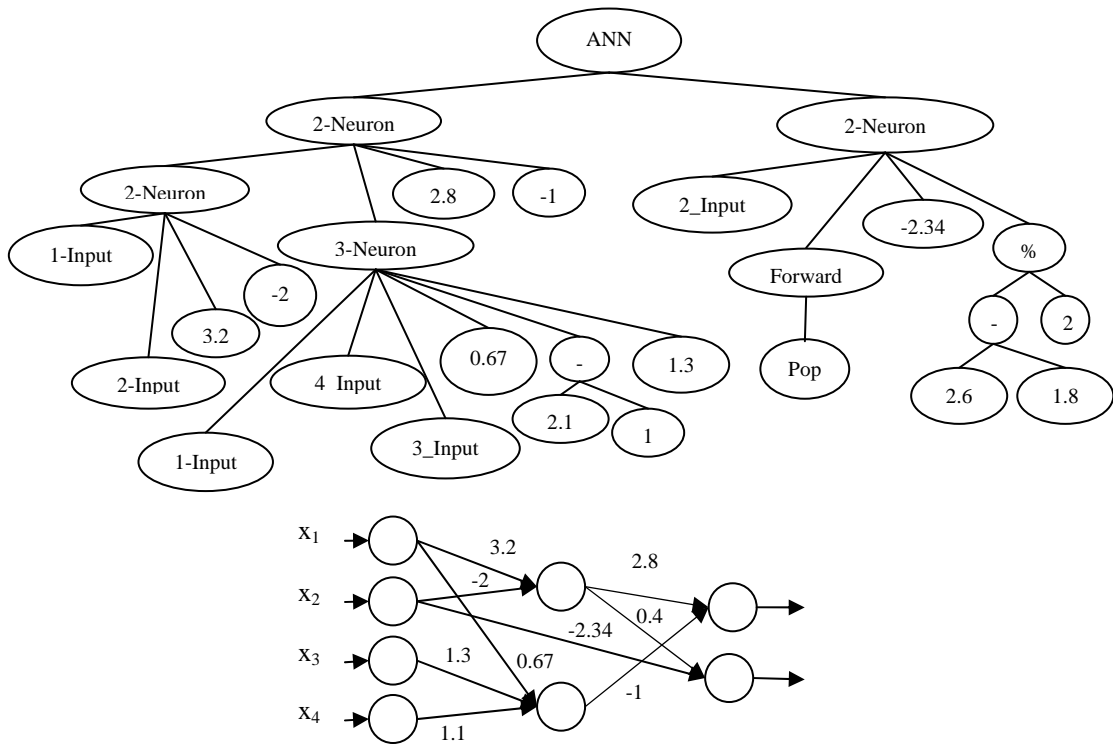 ANN
2-Neuron
2-Neuron
2-Neuron
2.8
-1
2_Input
-2.34
1-Input
3-Neuron
%
-2
Forward
3.2
0.67
-
1.3
-
2
2-Input
4_Input
Pop
2.1
1
2.6
1.8
1-Input
3_Input
x1
3.2
2.8
-2
x2
0.4
-2.34
x3
1.3
0.67
-1
x4
1.1